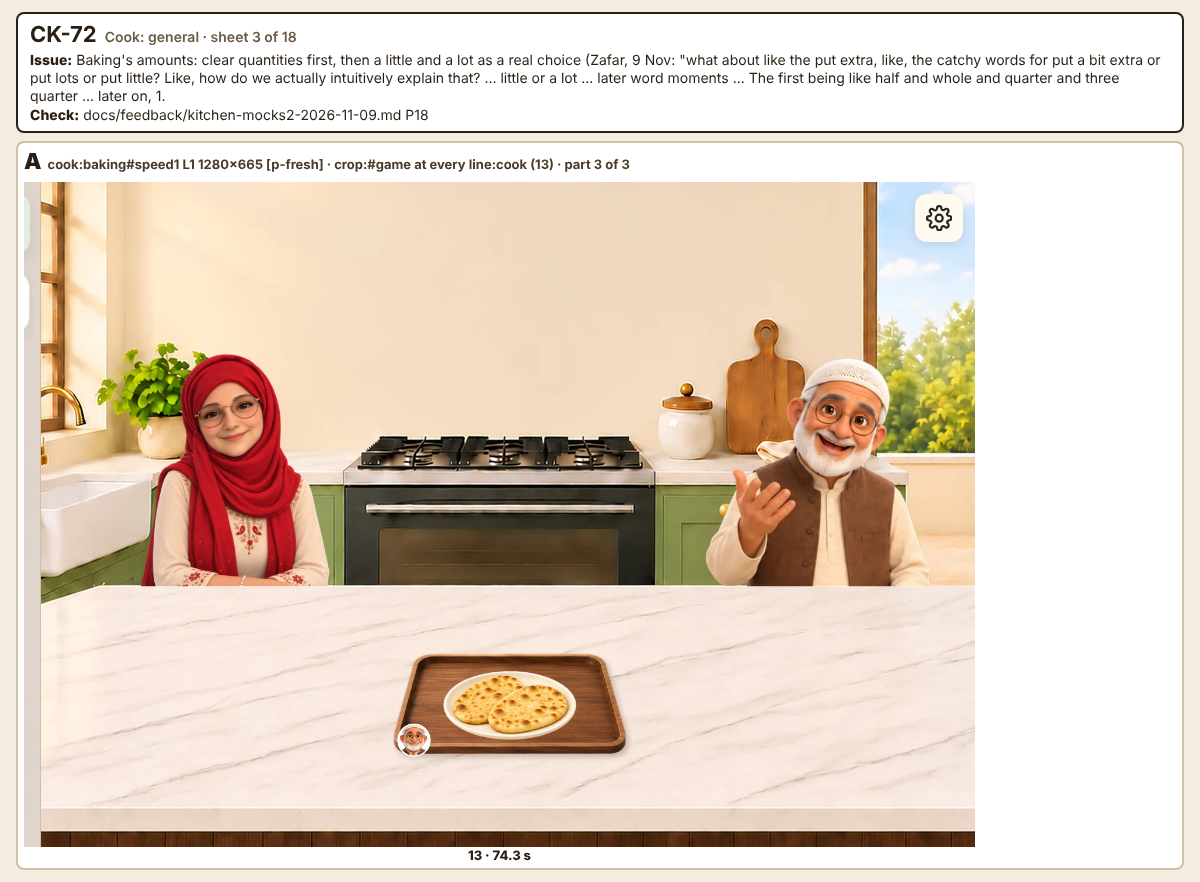 CK-72 Cook: general · sheet 3 of 18
Issue: Baking's amounts: clear quantities first, then a little and a lot as a real choice (Zafar, 9 Nov: "what about like the put extra, like, the catchy words for put a bit extra or
put lots or put little? Like, how do we actually intuitively explain that? ... little or a lot ... later word moments ... The first being like half and whole and quarter and three
quarter ... later on, 1.
Check: docs/feedback/kitchen-mocks2-2026-11-09.md P18
A cook:baking#speed1 L1 1280×665 [p-fresh] · crop:#game at every line:cook (13) · part 3 of 3
13 · 74.3 s